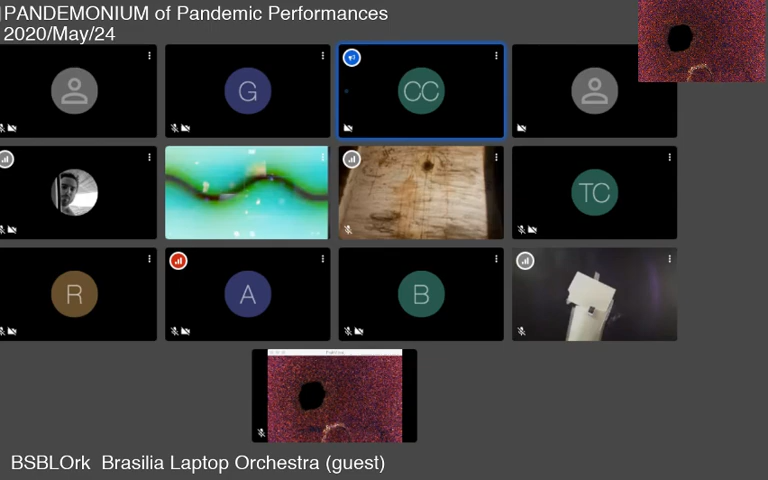 PANDEMONIUM of Pandemic Performances
2020/May/24
G
CC
TC
R
A
B
BSBLOrk Brasilia Laptop Orchestra (guest)